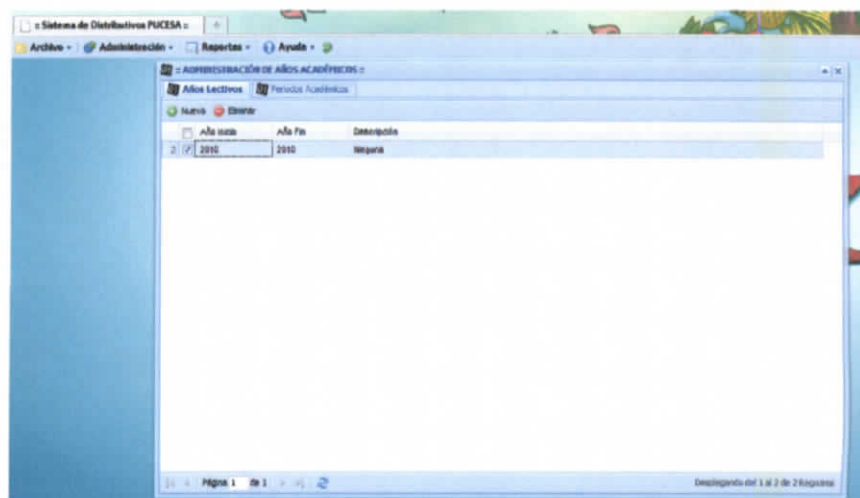 :: Sistema de Distributivos PUCESA ::
Archivo Administración Reportes Ayuda
:: ADMINISTRACIÓN DE AÑOS ACADÉMICOS ::
Años Lectivos Periodos Académicos
Nuevo Eliminar
Año Inicio Año Fin Descripción
2 2010 2010 Ninguna
Página 1 de 1 Desplegando del 1 al 2 de 2 Registros